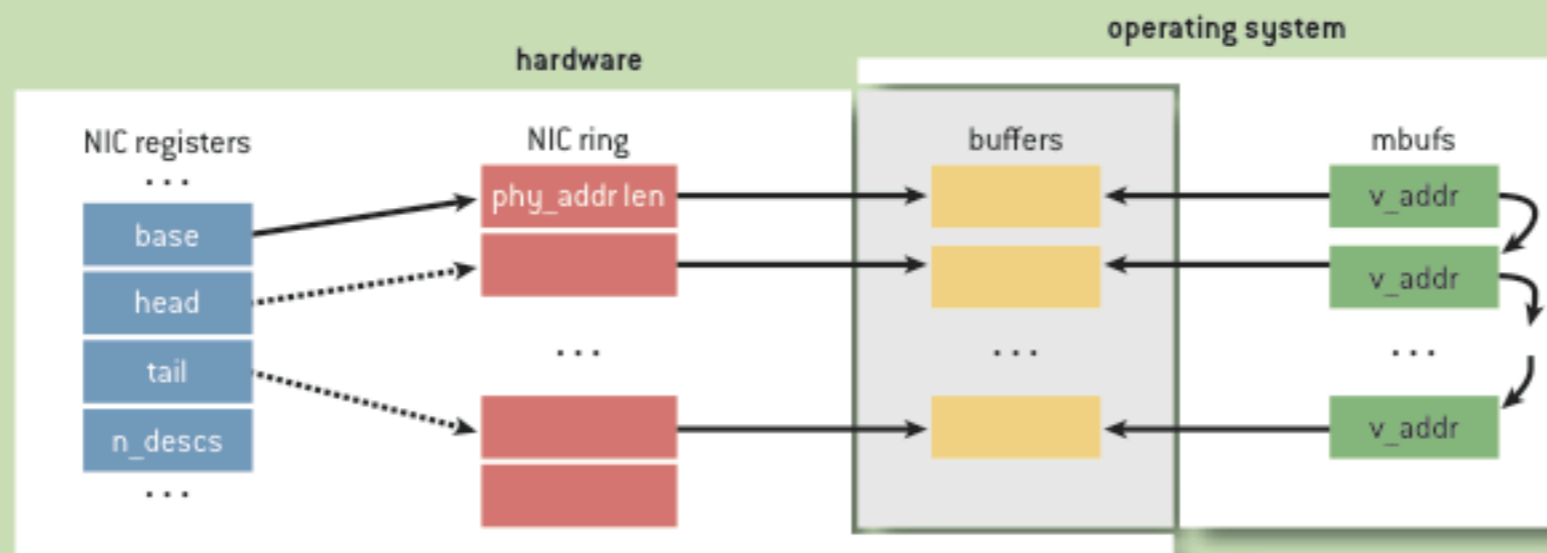 hardware
operating system
NIC registers
...
base
head
tail
n_descs
...
NIC ring
phy_addr len
...
buffers
...
mbufs
v_addr
v_addr
...
v_addr